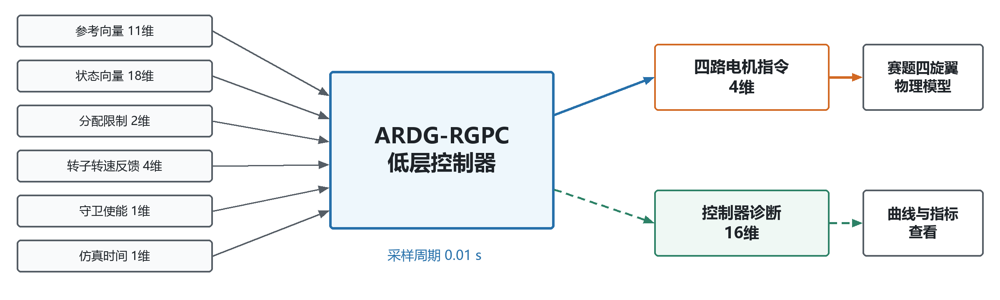 参考向量 11维
状态向量 18维
分配限制 2维
转子转速反馈 4维
守卫使能 1维
仿真时间 1维
ARDG-RGPC
低层控制器
采样周期 0.01 s
四路电机指令
4维
赛题四旋翼
物理模型
控制器诊断
16维
曲线与指标
查看